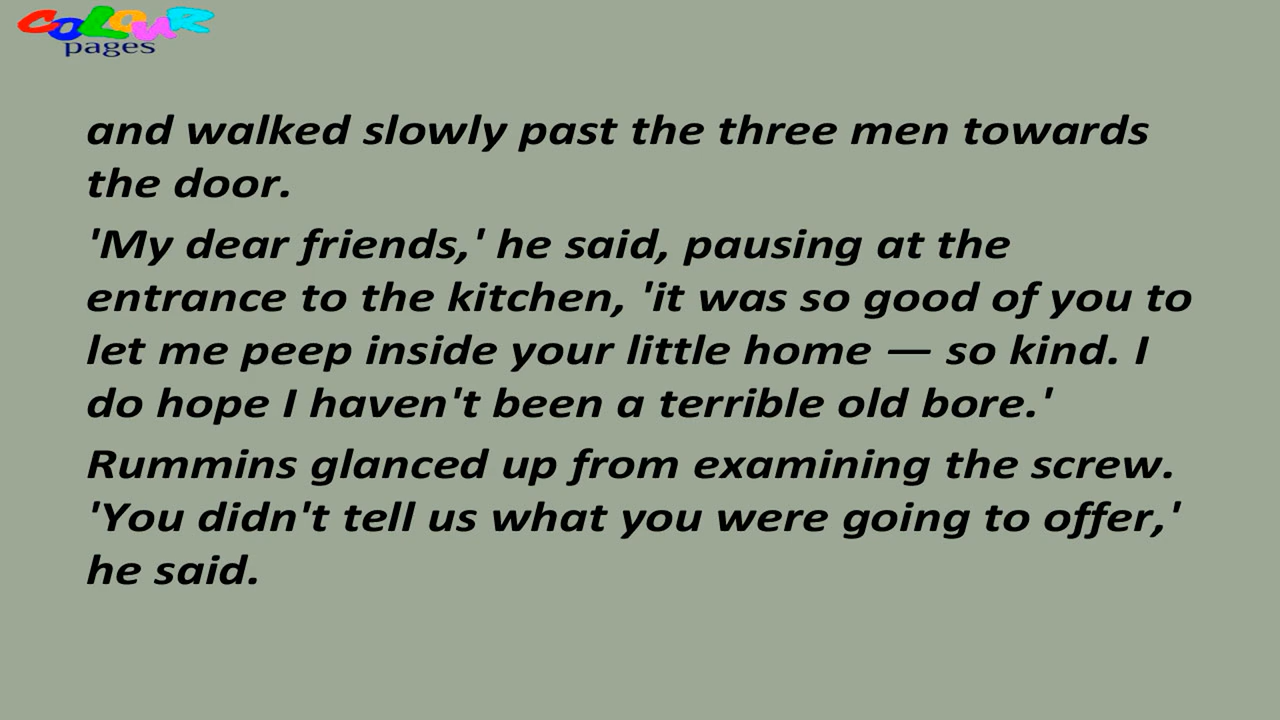 COLOUR
pages
and walked slowly past the three men towards
the door.
'My dear friends,' he said, pausing at the
entrance to the kitchen, 'it was so good of you to
let me peep inside your little home — so kind. I
do hope I haven't been a terrible old bore.'
Rummins glanced up from examining the screw.
'You didn't tell us what you were going to offer,'
he said.